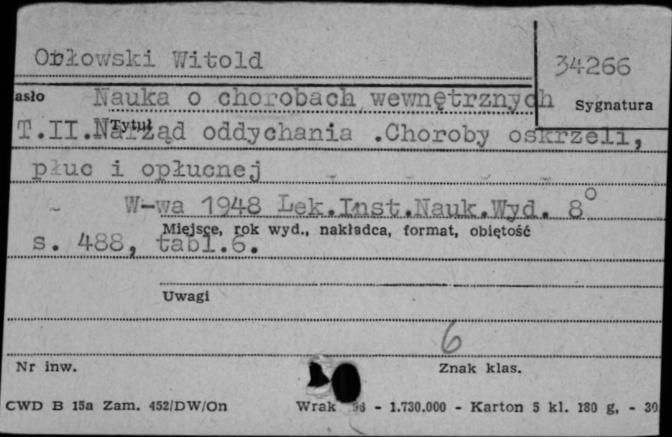 Orłowski Witold
34266
asło
Nauka o chorobach wewnętrznych
Sygnatura
Tytuł
T.II.Narząd oddychania .Choroby oskrzeli,
płuc i opłucnej
W-wa 1948 Lek.Inst.Nauk.Wyd. 8°
Miejsce, rok wyd., nakładca, format, objętość
s. 488, tabl.6.
Uwagi
6
Nr inw.
Znak klas.
CWD B 15a Zam. 452/DW/On
Wrak - 1.730.000 - Karton 5 kl. 180 g, - 30